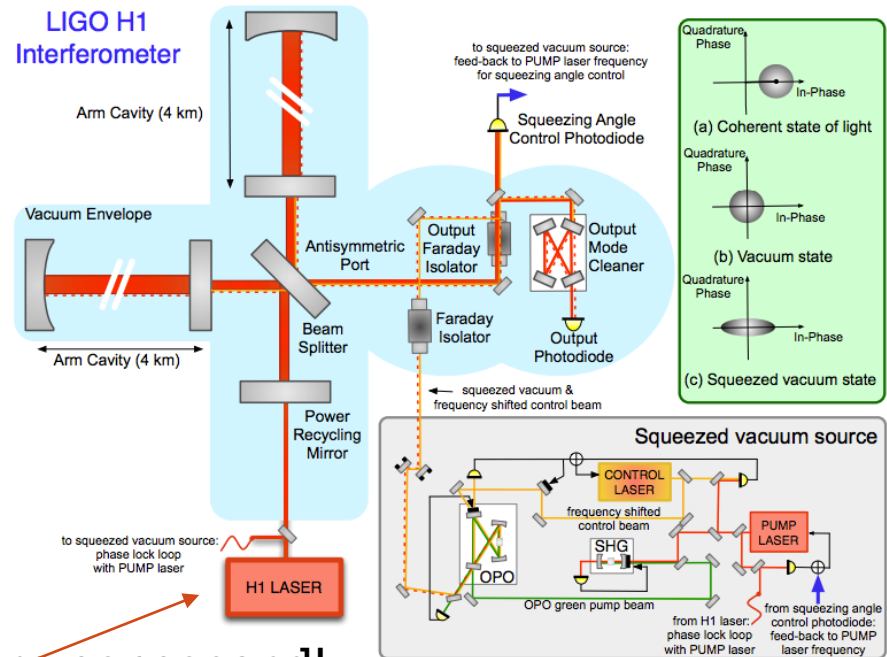 LIGO H1
Interferometer
Arm Cavity (4 km)
Vacuum Envelope
Arm Cavity (4 km)
Antisymmetric
Port
Beam
Splitter
Power
Recycling
Mirror
to squeezed vacuum source:
phase lock loop
with PUMP laser
H1 LASER
to squeezed vacuum source:
feed-back to PUMP laser frequency
for squeezing angle control
Squeezing Angle
Control Photodiode
Output
Faraday
Isolator
Output
Mode
Cleaner
Faraday
Isolator
Output
Photodiode
squeezed vacuum &
frequency shifted control beam
Quadrature
Phase
In-Phase
(a) Coherent state of light
Quadrature
Phase
In-Phase
(b) Vacuum state
Quadrature
Phase
In-Phase
(c) Squeezed vacuum state
Squeezed vacuum source
CONTROL
LASER
frequency shifted
control beam
PUMP
LASER
SHG
OPO
OPO green pump beam
from H1 laser:
phase lock loop
with PUMP laser
from squeezing angle
control photodiode:
feed-back to PUMP
laser frequency